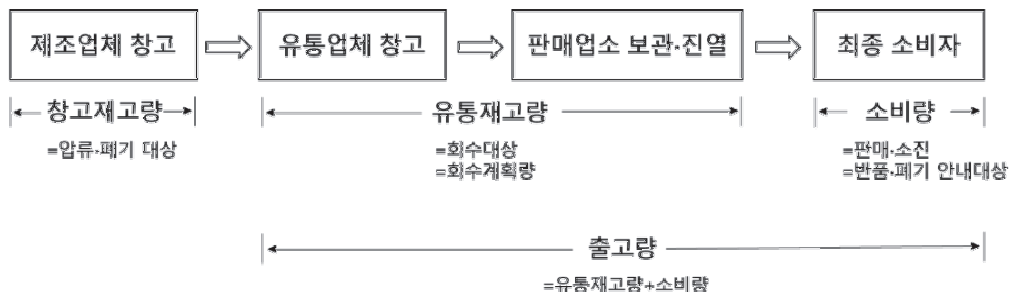 제조업체 창고
유통업체 창고
판매업소 보관·진열
최종 소비자
창고재고량
유통재고량
소비량
=압류·폐기 대상
=회수대상
=회수계획량
=판매·소진
=반품·폐기 안내대상
출고량
=유통재고량+소비량